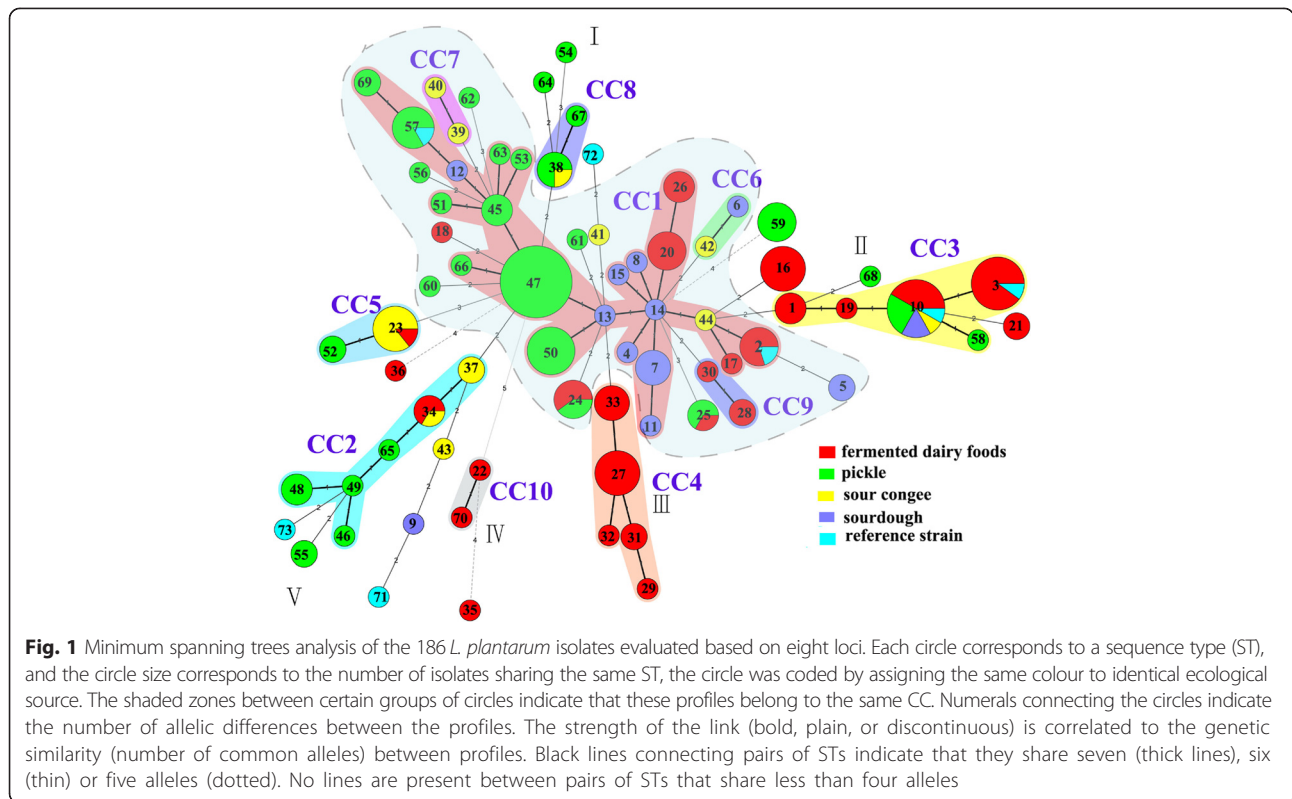 I
54
CC7
64
CC8
69
40
62
67
57
39
63
53
38
72
12
56
51
45
18
66
47
60
CC5
23
52
36
61
41
CC1
26
CC6
6
42
59
20
8
15
13
14
44
16
II
68
CC3
1
19
10
3
21
58
50
4
7
17
2
30
5
24
11
25
28
CC9
33
37
34
CC2
65
43
48
49
46
73
55
V
9
71
22
CC10
70
IV
35
27
CC4
III
32
31
29
fermented dairy foods
pickle
sour congee
sourdough
reference strain
Fig. 1 Minimum spanning trees analysis of the 186 L. plantarum isolates evaluated based on eight loci. Each circle corresponds to a sequence type (ST),
and the circle size corresponds to the number of isolates sharing the same ST, the circle was coded by assigning the same colour to identical ecological
source. The shaded zones between certain groups of circles indicate that these profiles belong to the same CC. Numerals connecting the circles indicate
the number of allelic differences between the profiles. The strength of the link (bold, plain, or discontinuous) is correlated to the genetic
similarity (number of common alleles) between profiles. Black lines connecting pairs of STs indicate that they share seven (thick lines), six
(thin) or five alleles (dotted). No lines are present between pairs of STs that share less than four alleles